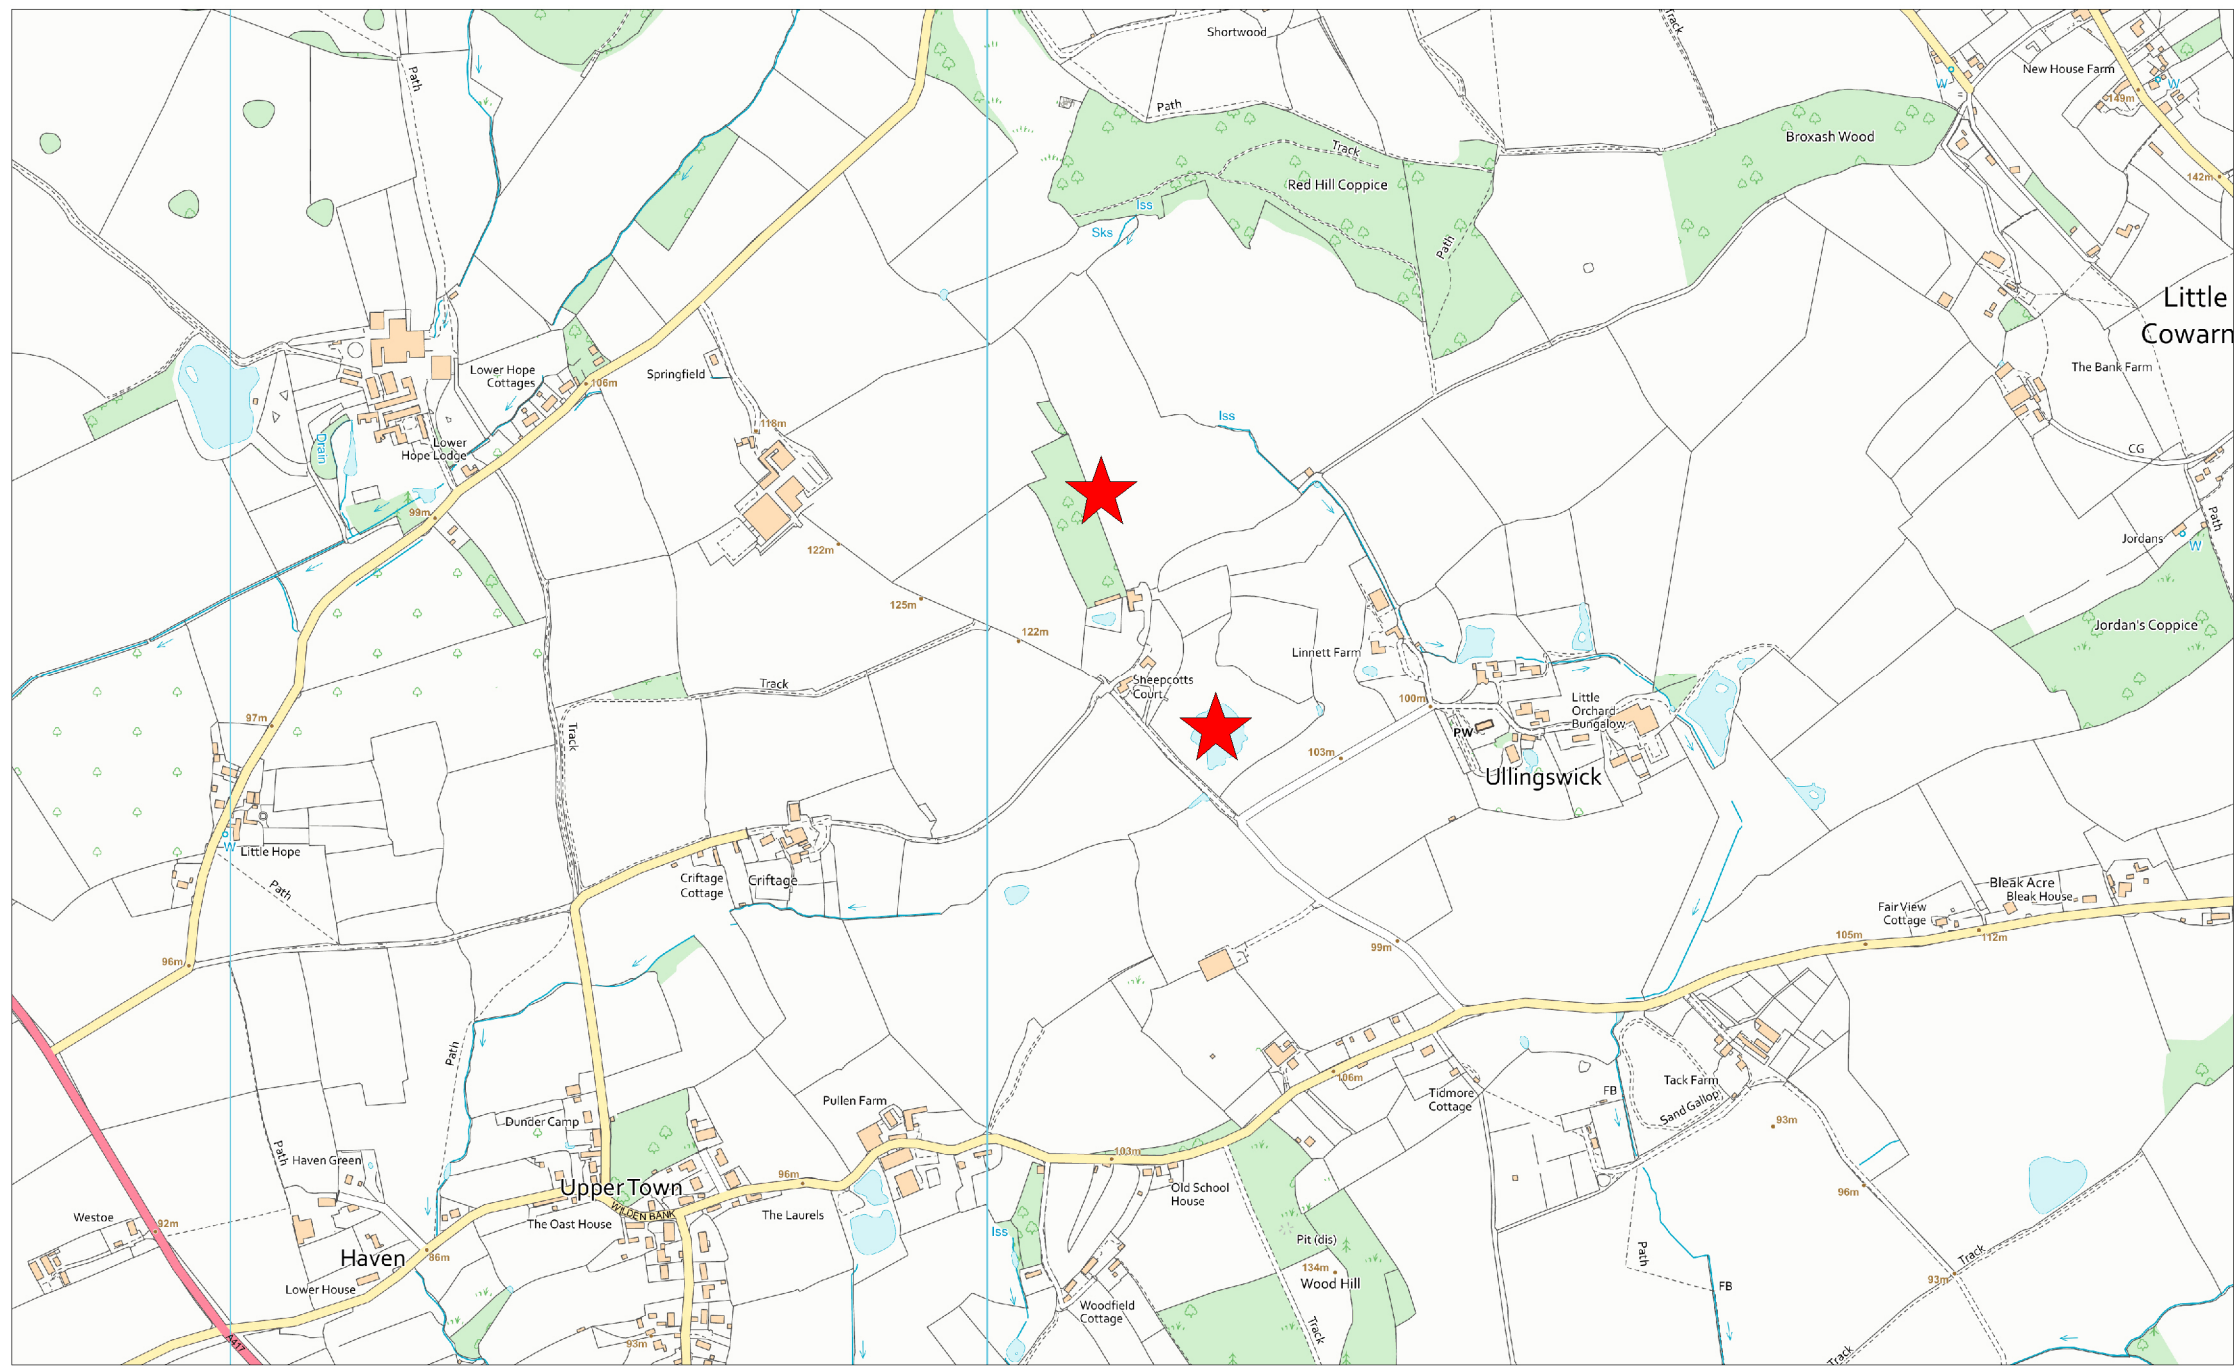 Shortwood
Track
New House Farm
W
W
149m
Path
Path
Broxash Wood
Track
142m
Red Hill Coppice
Iss
Sks
Path
Little
Cowarn
Lower Hope
Cottages
106m
Springfield
The Bank Farm
Iss
118m
Drain
Lower
Hope Lodge
CG
99m
Path
Jordans
W
122m
125m
122m
Jordan's Coppice
Linnett Farm
Track
Sheepcotts
Court
100m
Little
Orchard
Bungalow
97m
Track
PW
103m
Ullingswick
W
Little Hope
Path
Criftage
Cottage
Criftage
Bleak Acre
Bleak House
Fair View
Cottage
105m
112m
99m
96m
Path
106m
Tidmore
Cottage
FB
Tack Farm
Sand Gallop
93m
Pullen Farm
Dunder Camp
Path
Haven Green
103m
96m
Upper Town
WILDEN BANK
The Laurels
The Oast House
Old School
House
96m
Westoe
92m
Iss
Pit (dis)
134m
Wood Hill
Path
FB
Track
93m
Haven
86m
Lower House
Woodfield
Cottage
Track
93m
A417
Track